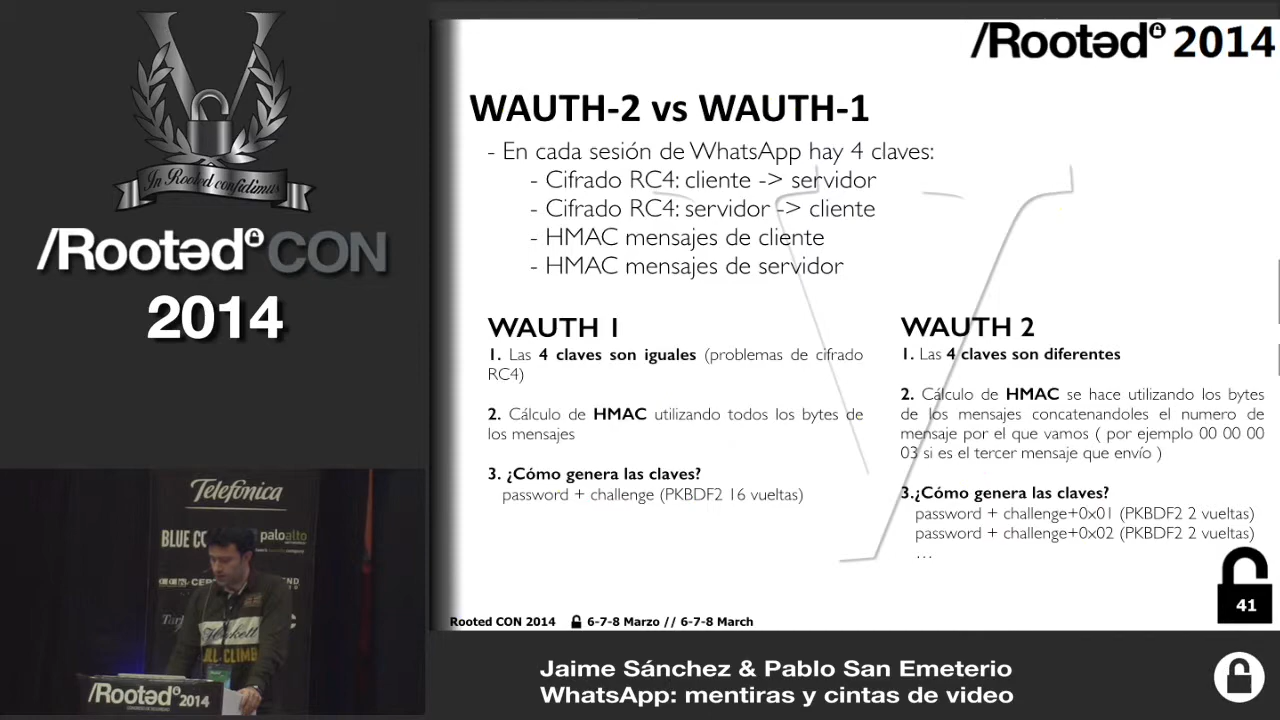 In Rooted confidimus
/RootedCON
2014
/Rooted 2014
WAUTH-2 vs WAUTH-1
- En cada sesión de WhatsApp hay 4 claves:
- Cifrado RC4: cliente -> servidor
- Cifrado RC4: servidor -> cliente
- HMAC mensajes de cliente
- HMAC mensajes de servidor
WAUTH 1
1. Las 4 claves son iguales (problemas de cifrado
RC4)
2. Cálculo de HMAC utilizando todos los bytes de
los mensajes
3. ¿Cómo genera las claves?
password + challenge (PKBDF2 16 vueltas)
WAUTH 2
1. Las 4 claves son diferentes
2. Cálculo de HMAC se hace utilizando los bytes
de los mensajes concatenandoles el numero de
mensaje por el que vamos ( por ejemplo 00 00 00
03 si es el tercer mensaje que envío )
3.¿Cómo genera las claves?
password + challenge+0x01 (PKBDF2 2 vueltas)
password + challenge+0x02 (PKBDF2 2 vueltas)
...
41
Rooted CON 2014 6-7-8 Marzo // 6-7-8 March
Telefónica
BLUE
paloalto
/Rooted 2014
Jaime Sánchez & Pablo San Emeterio
WhatsApp: mentiras y cintas de video